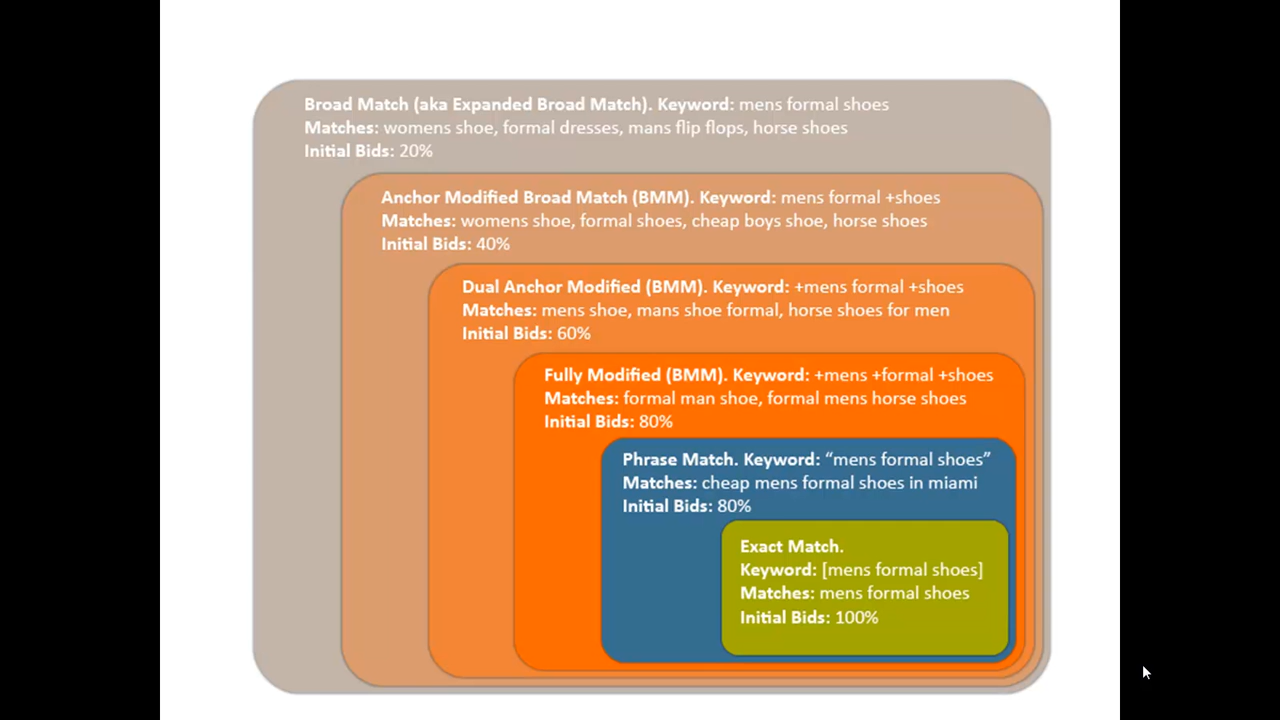 Broad Match (aka Expanded Broad Match). Keyword: mens formal shoes
Matches: womens shoe, formal dresses, mans flip flops, horse shoes
Initial Bids: 20%
Anchor Modified Broad Match (BMM). Keyword: mens formal +shoes
Matches: womens shoe, formal shoes, cheap boys shoe, horse shoes
Initial Bids: 40%
Dual Anchor Modified (BMM). Keyword: +mens formal +shoes
Matches: mens shoe, mans shoe formal, horse shoes for men
Initial Bids: 60%
Fully Modified (BMM). Keyword: +mens +formal +shoes
Matches: formal man shoe, formal mens horse shoes
Initial Bids: 80%
Phrase Match. Keyword: “mens formal shoes”
Matches: cheap mens formal shoes in miami
Initial Bids: 80%
Exact Match.
Keyword: [mens formal shoes]
Matches: mens formal shoes
Initial Bids: 100%